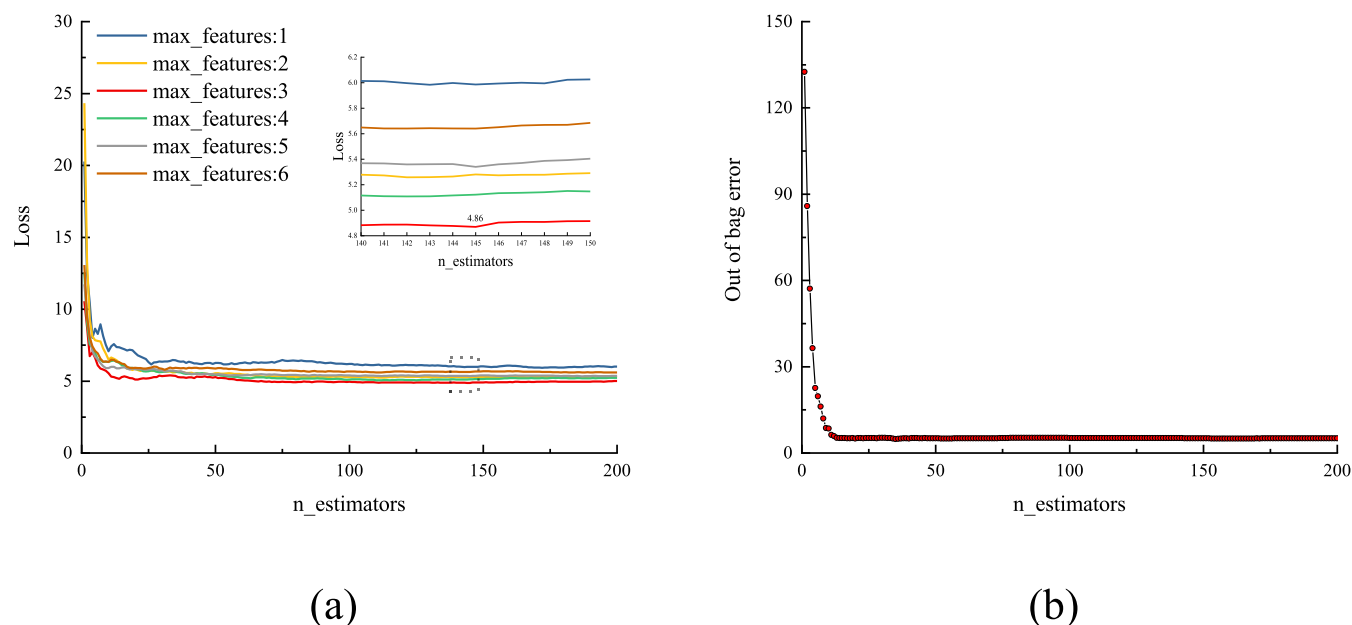 30
25
20
15
10
5
0
Loss
max_features:1
max_features:2
max_features:3
max_features:4
max_features:5
max_features:6
6.2
6.0
5.8
5.6
5.4
5.2
5.0
4.8
Loss
4.86
140 141 142 143 144 145 146 147 148 149 150
n_estimators
0 50 100 150 200
n_estimators
(a)
150
120
90
60
30
0
Out of bag error
0 50 100 150 200
n_estimators
(b)